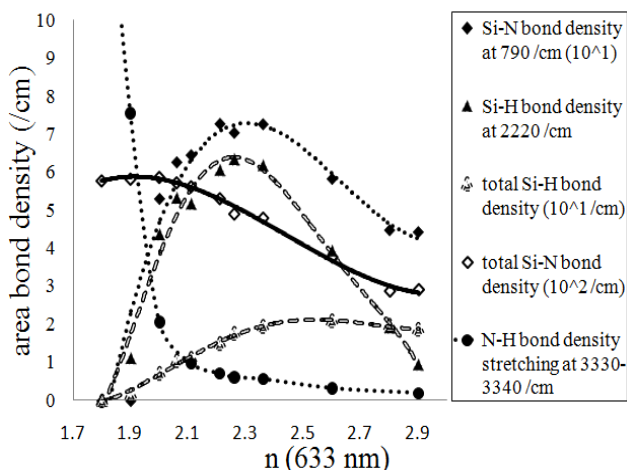 area bond density (/cm)
10
9
8
7
6
5
4
3
2
1
0
1.7 1.9 2.1 2.3 2.5 2.7 2.9
n (633 nm)
Si-N bond density
at 790 /cm (10^1)
Si-H bond density
at 2220 /cm
total Si-H bond
density (10^1 /cm)
total Si-N bond
density (10^2 /cm)
N-H bond density
stretching at 3330-
3340 /cm